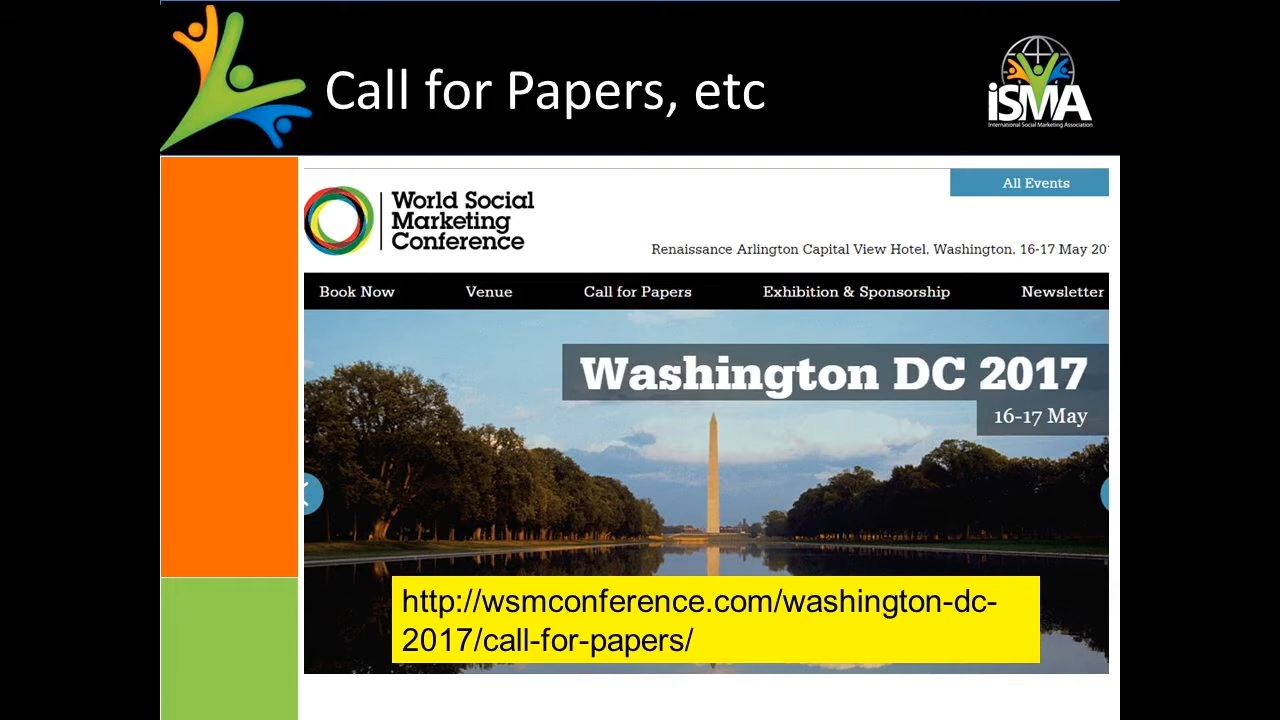 Call for Papers, etc
iSMA
International Social Marketing Association
All Events
World Social
Marketing
Conference
Renaissance Arlington Capital View Hotel, Washington, 16-17 May 20
Book Now Venue Call for Papers Exhibition & Sponsorship Newsletter
Washington DC 2017
16-17 May
http://wsmconference.com/washington-dc-
2017/call-for-papers/